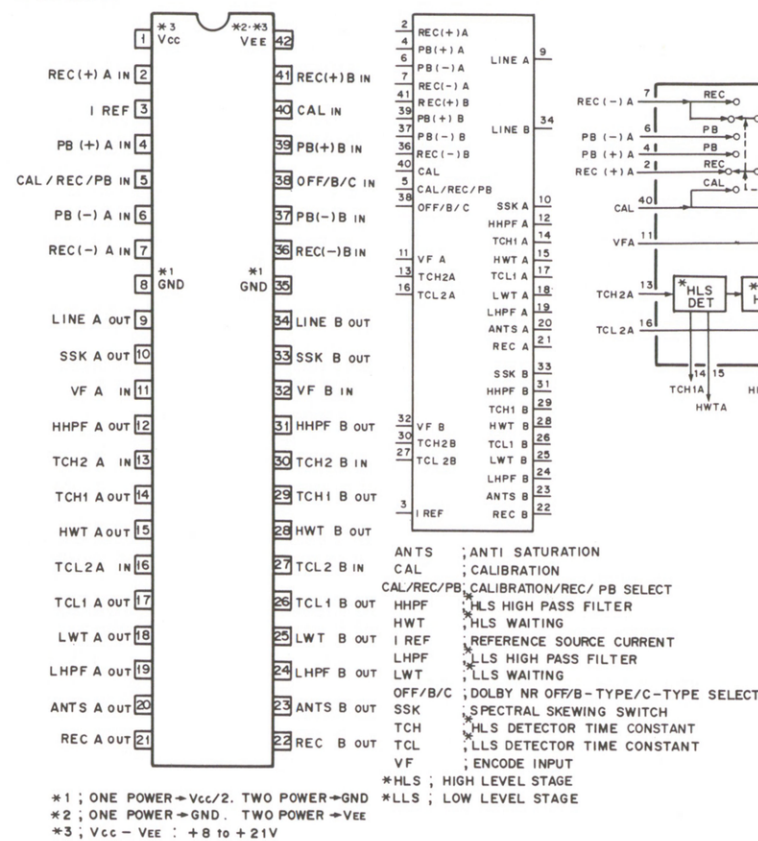 *3 Vcc 1
*2·*3 VEE 42
REC(+) A IN 2
41 REC(+) B IN
I REF 3
40 CAL IN
PB (+) A IN 4
39 PB(+) B IN
CAL / REC/PB IN 5
38 OFF/B/C IN
PB (-) A IN 6
37 PB(-) B IN
REC(-) A IN 7
36 REC(-) B IN
*1 8 GND
*1 GND 35
LINE A OUT 9
34 LINE B OUT
SSK A OUT 10
33 SSK B OUT
VF A IN 11
32 VF B IN
HHPF A OUT 12
31 HHPF B OUT
TCH2 A IN 13
30 TCH2 B IN
TCH1 A OUT 14
29 TCH1 B OUT
HWT A OUT 15
28 HWT B OUT
TCL2A IN 16
27 TCL2 B IN
TCL1 A OUT 17
26 TCL1 B OUT
LWT A OUT 18
25 LWT B OUT
LHPF A OUT 19
24 LHPF B OUT
ANTS A OUT 20
23 ANTS B OUT
REC A OUT 21
22 REC B OUT
*1 ; ONE POWER→Vcc/2. TWO POWER→GND
*2 ; ONE POWER→GND. TWO POWER→VEE
*3 ; Vcc - VEE : +8 to +21V
2 REC(+)A
4 PB(+) A
6 PB(-) A
7 REC(-) A
41 REC(+) B
39 PB(+) B
37 PB(-) B
36 REC(-)B
40 CAL
5 CAL/REC/PB
38 OFF/B/C
11 VF A
13 TCH2A
16 TCL2A
32 VF B
30 TCH2B
27 TCL 2B
3 I REF
LINE A 9
LINE B 34
SSK A 10
HHPF A 12
TCH1 A 14
HWT A 15
TCL1 A 17
LWT A 18
LHPF A 19
ANTS A 20
REC A 21
SSK B 33
HHPF B 31
TCH1 B 29
HWT B 28
TCL1 B 26
LWT B 25
LHPF B 24
ANTS B 23
REC B 22
REC(-) A 7 REC
PB (-) A 6 PB
PB (+) A 4 PB
REC (+) A 2 REC
CAL
CAL 40
VFA 11
TCH2A 13
*HLS DET
* H
TCL2A 16
14 15
TCH1A
HWTA
H
ANTS ; ANTI SATURATION
CAL ; CALIBRATION
CAL/REC/PB; CALIBRATION/REC/ PB SELECT
HHPF ; *HLS HIGH PASS FILTER
HWT ; *HLS WAITING
I REF ; REFERENCE SOURCE CURRENT
LHPF ; *LLS HIGH PASS FILTER
LWT ; *LLS WAITING
OFF/B/C ; DOLBY NR OFF/B-TYPE/C-TYPE SELECT
SSK ; SPECTRAL SKEWING SWITCH
TCH ; *HLS DETECTOR TIME CONSTANT
TCL ; *LLS DETECTOR TIME CONSTANT
VF ; ENCODE INPUT
*HLS ; HIGH LEVEL STAGE
*LLS ; LOW LEVEL STAGE